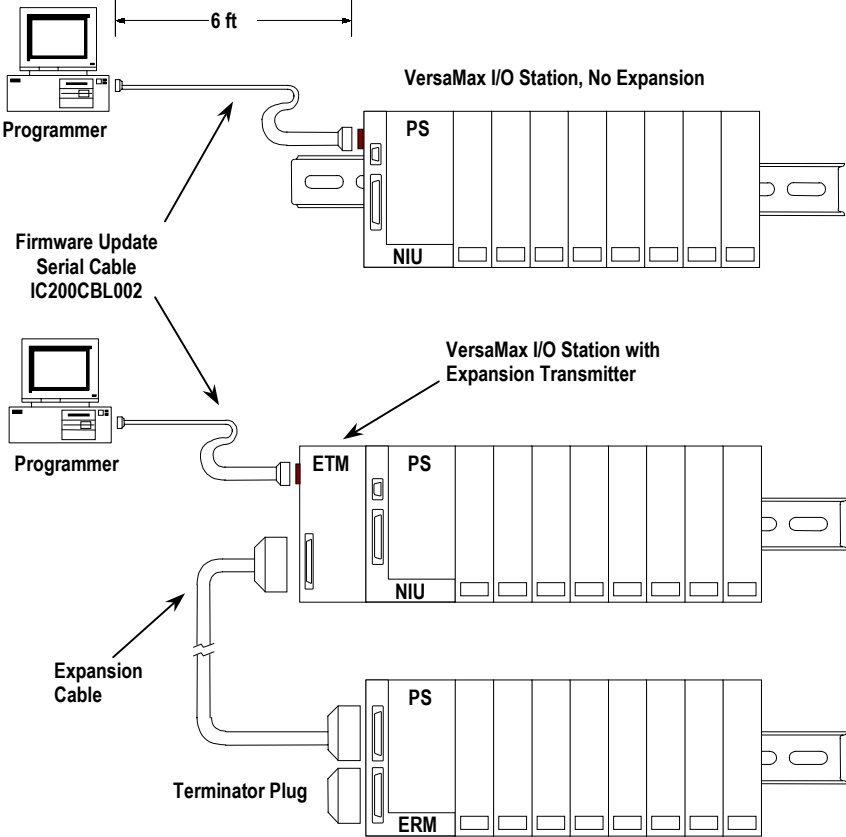 6 ft
VersaMax I/O Station, No Expansion
Programmer
PS
NIU
Firmware Update
Serial Cable
IC200CBL002
VersaMax I/O Station with
Expansion Transmitter
Programmer
ETM
PS
NIU
Expansion
Cable
PS
Terminator Plug
ERM